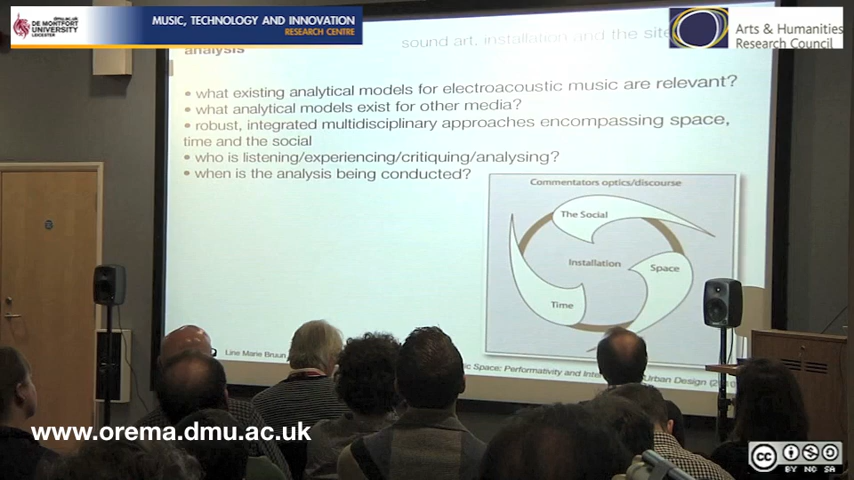 dmu.ac.uk
DE MONTFORT
UNIVERSITY
LEICESTER
MUSIC, TECHNOLOGY AND INNOVATION
RESEARCH CENTRE
Arts & Humanities
Research Council
sound art, installation and the site
analysis
• what existing analytical models for electroacoustic music are relevant?
• what analytical models exist for other media?
• robust, integrated multidisciplinary approaches encompassing space,
time and the social
• who is listening/experiencing/critiquing/analysing?
• when is the analysis being conducted?
Commentators optics/discourse
The Social
Installation
Space
Time
Line Marie Bruun
Space: Performativity and Urban Design
www.orema.dmu.ac.uk
cc
BY NC SA